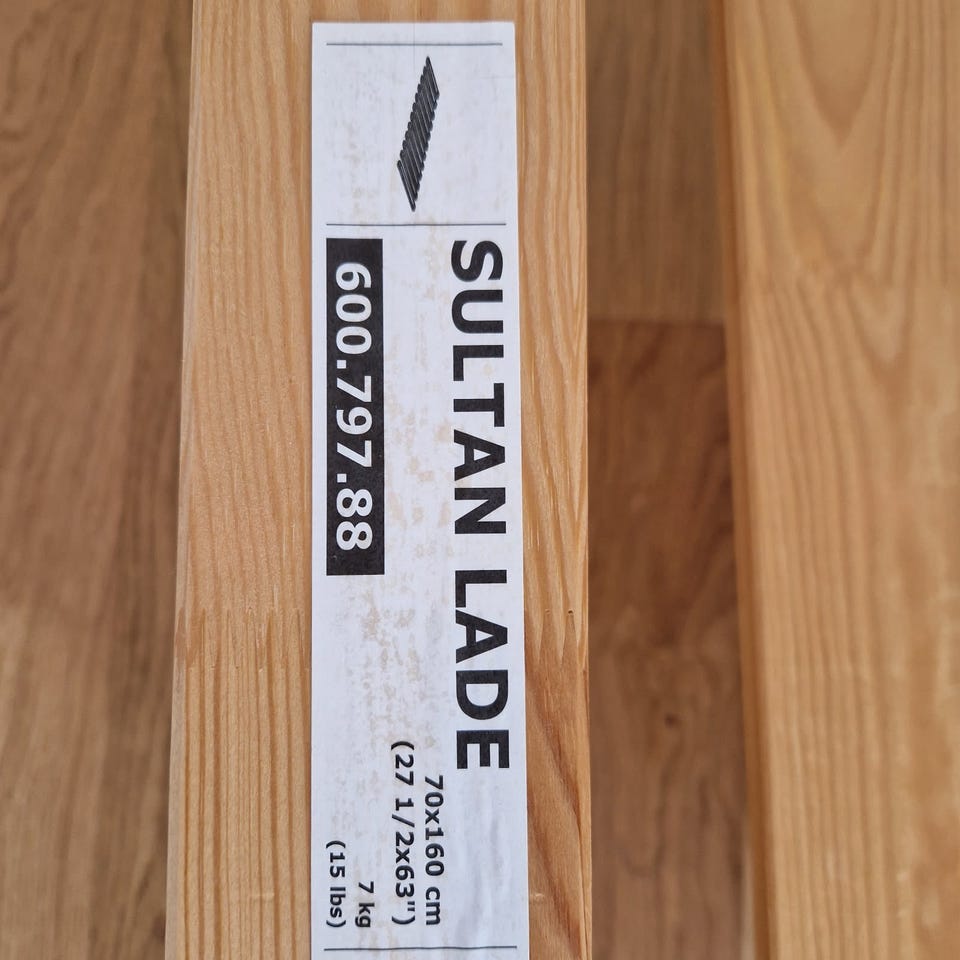 SULTAN LADE
600.797.88
70x160 cm
(27 1/2x63")
7 kg
(15 lbs)